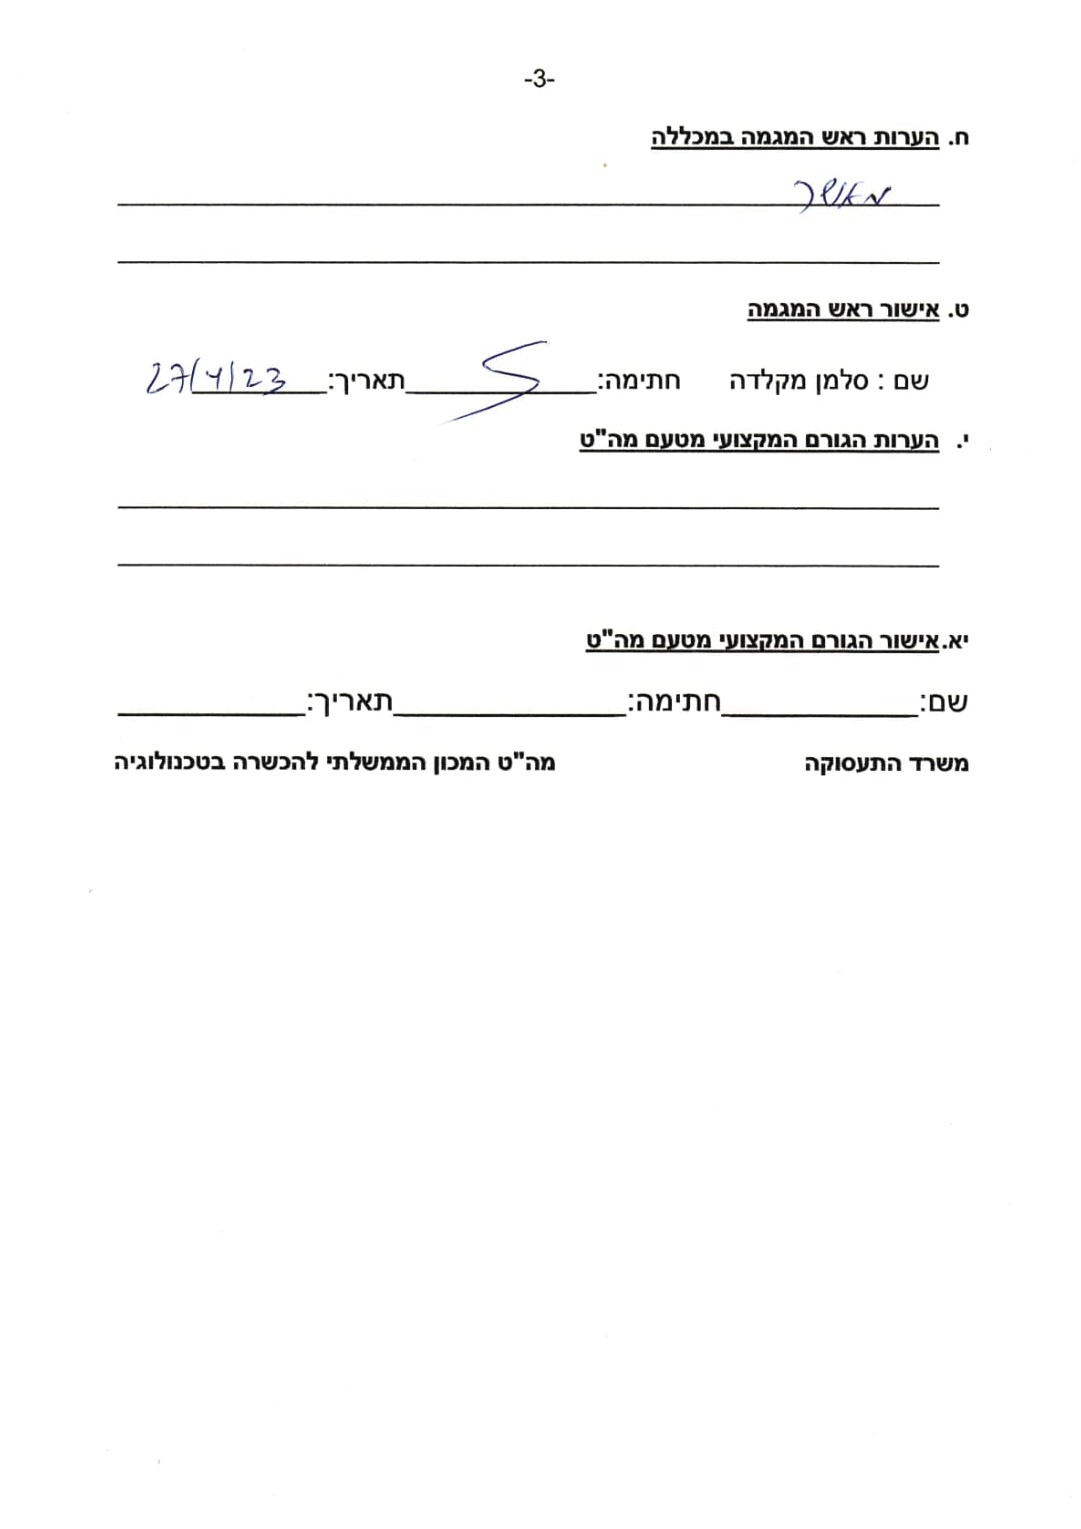 -3-
ח. הערות ראש המגמה במכללה
מאשר
ט. אישור ראש המגמה
שם : סלמן מקלדה חתימה: תאריך: 27/4/23
י. הערות הגורם המקצועי מטעם מה"ט
יא.אישור הגורם המקצועי מטעם מה"ט
שם: חתימה: תאריך:
משרד התעסוקה מה"ט המכון הממשלתי להכשרה בטכנולוגיה